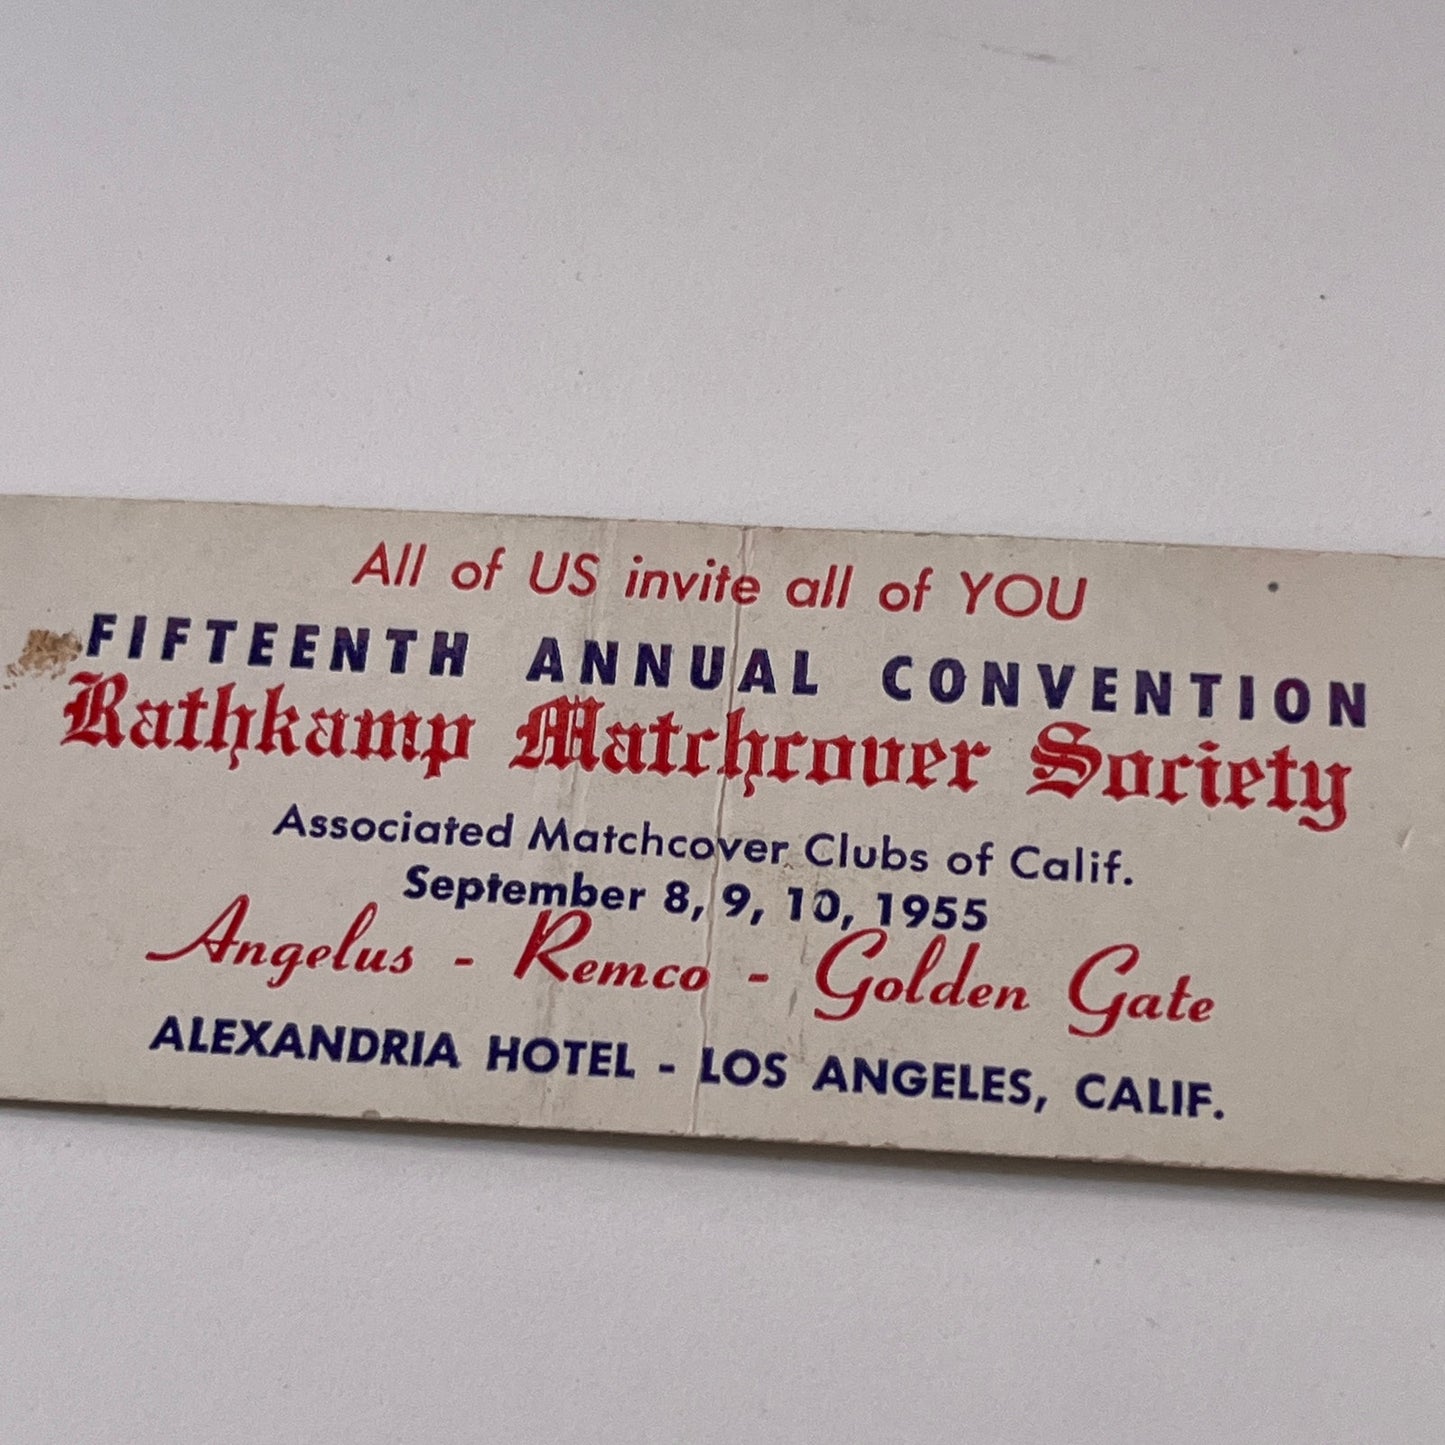 All of US invite all of YOU
FIFTEENTH ANNUAL CONVENTION
Rathkamp Matchcover Society
Associated Matchcover Clubs of Calif.
September 8, 9, 10, 1955
Angelus - Remco - Golden Gate
ALEXANDRIA HOTEL - LOS ANGELES, CALIF.